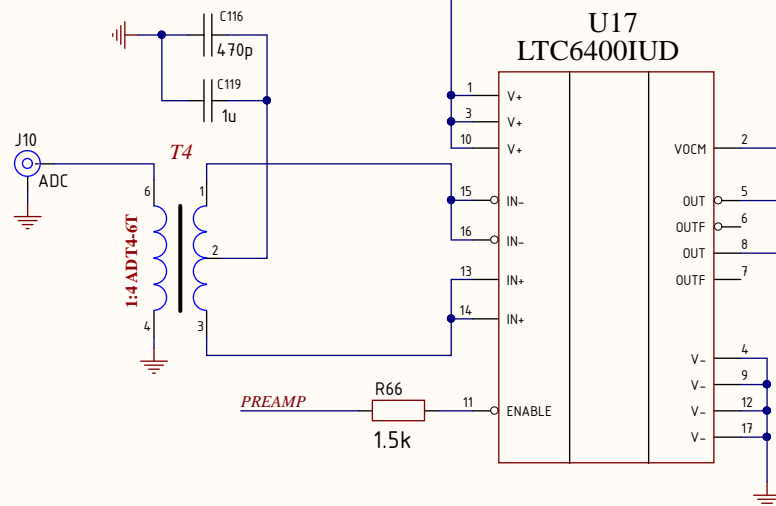 C116
470p
C119
1u
U17
LTC6400IUD
J10
ADC
T4
1:4 ADT4-6T
6
4
1
2
3
1 V+
3 V+
10 V+
15 IN-
16 IN-
13 IN+
14 IN+
PREAMP
R66
1.5k
11 ENABLE
VOCM 2
OUT 5
OUTF 6
OUT 8
OUTF 7
V- 4
V- 9
V- 12
V- 17